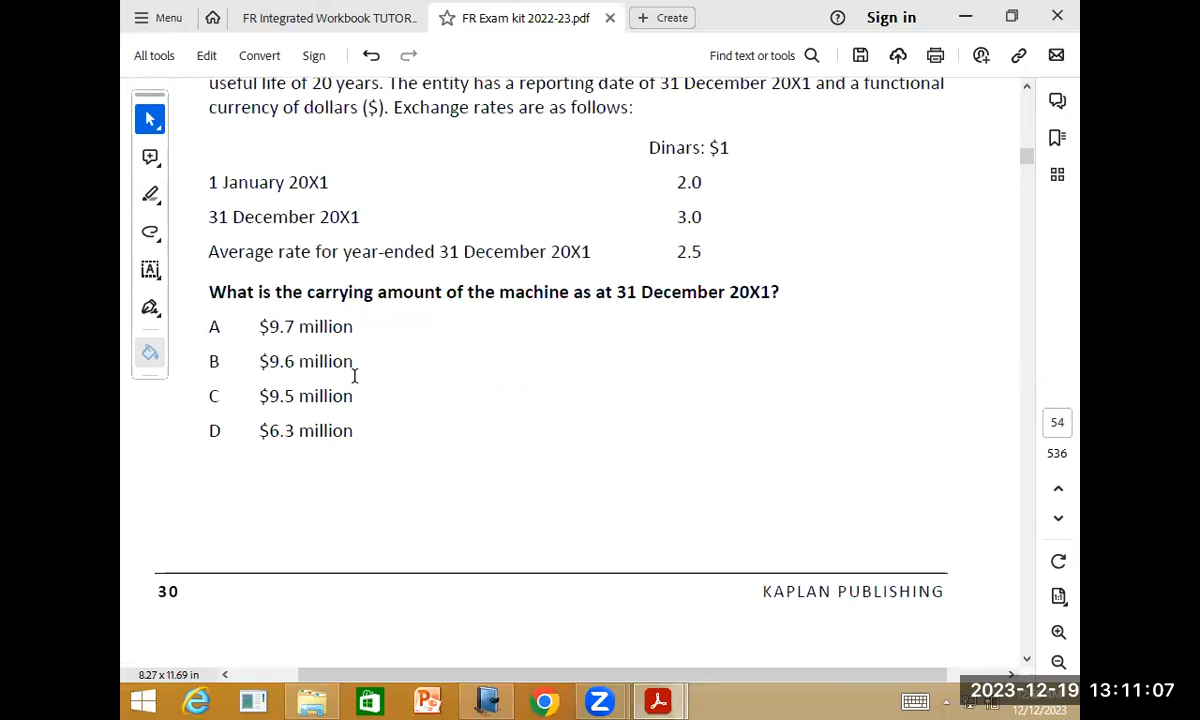 Menu
FR Integrated Workbook TUTOR..
FR Exam kit 2022-23.pdf
Create
Sign in
All tools Edit Convert Sign
Find text or tools
useful life of 20 years. The entity has a reporting date of 31 December 20X1 and a functional
currency of dollars ($). Exchange rates are as follows:
Dinars: $1
1 January 20X1 2.0
31 December 20X1 3.0
Average rate for year-ended 31 December 20X1 2.5
What is the carrying amount of the machine as at 31 December 20X1?
A $9.7 million
B $9.6 million
C $9.5 million
D $6.3 million
54
536
30 KAPLAN PUBLISHING
8.27 x 11.69 in
2023-12-19 13:11:07
12/12/2023